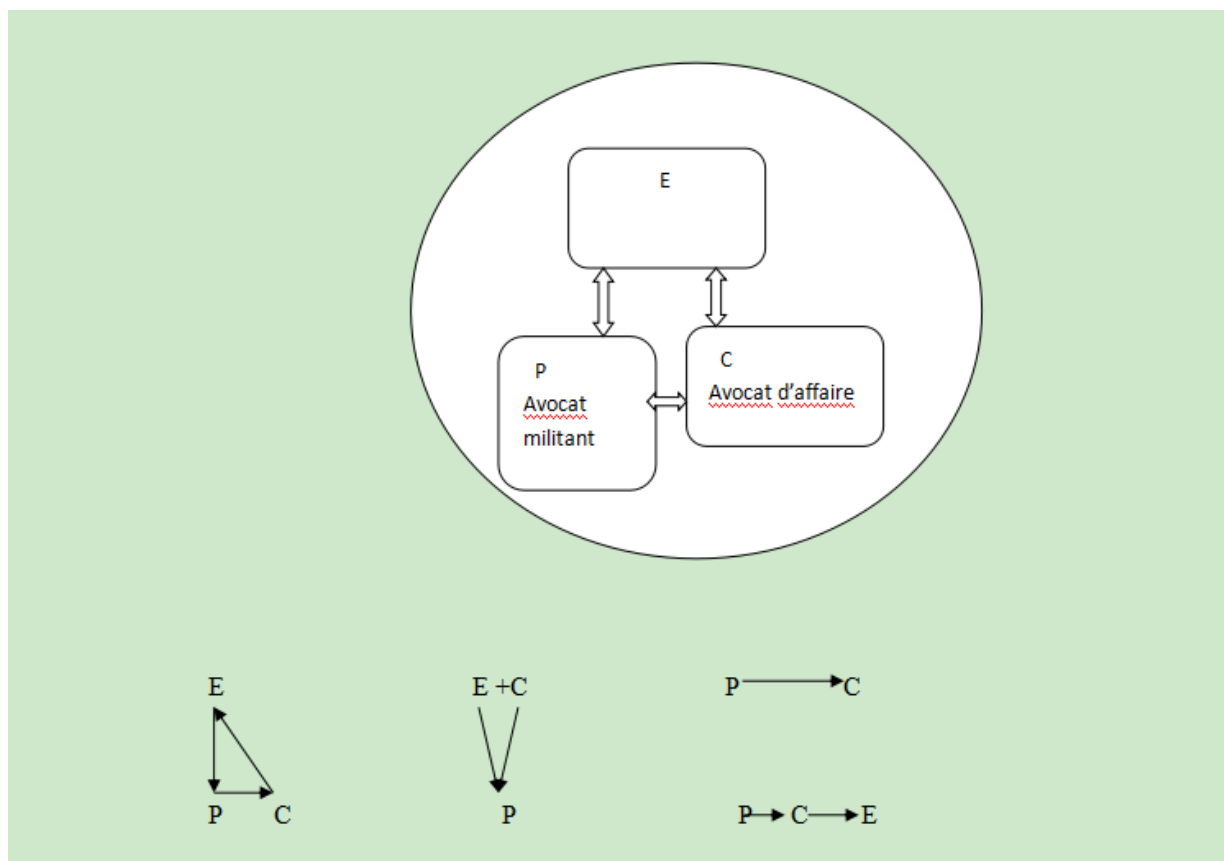 E
P
Avocat
militant
C
Avocat d'affaire
E
P C
E +C
P
P C
P C E